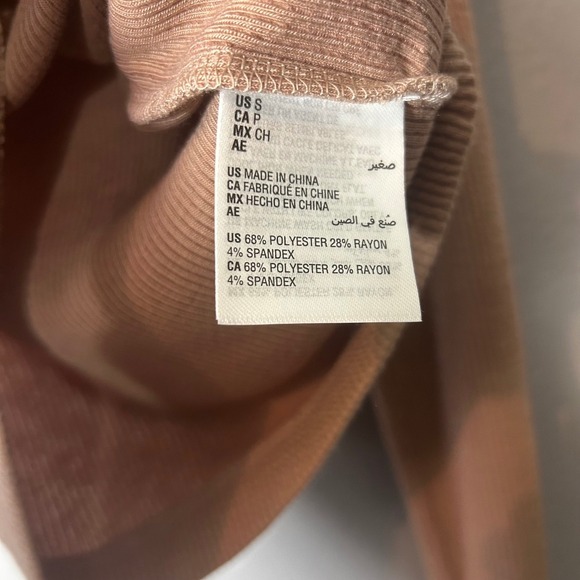 US S
CA P
MX CH
AE
صغير
US MADE IN CHINA
CA FABRIQUÉ EN CHINE
MX HECHO EN CHINA
AE صُنع في الصين
US 68% POLYESTER 28% RAYON
4% SPANDEX
CA 68% POLYESTER 28% RAYON
4% SPANDEX